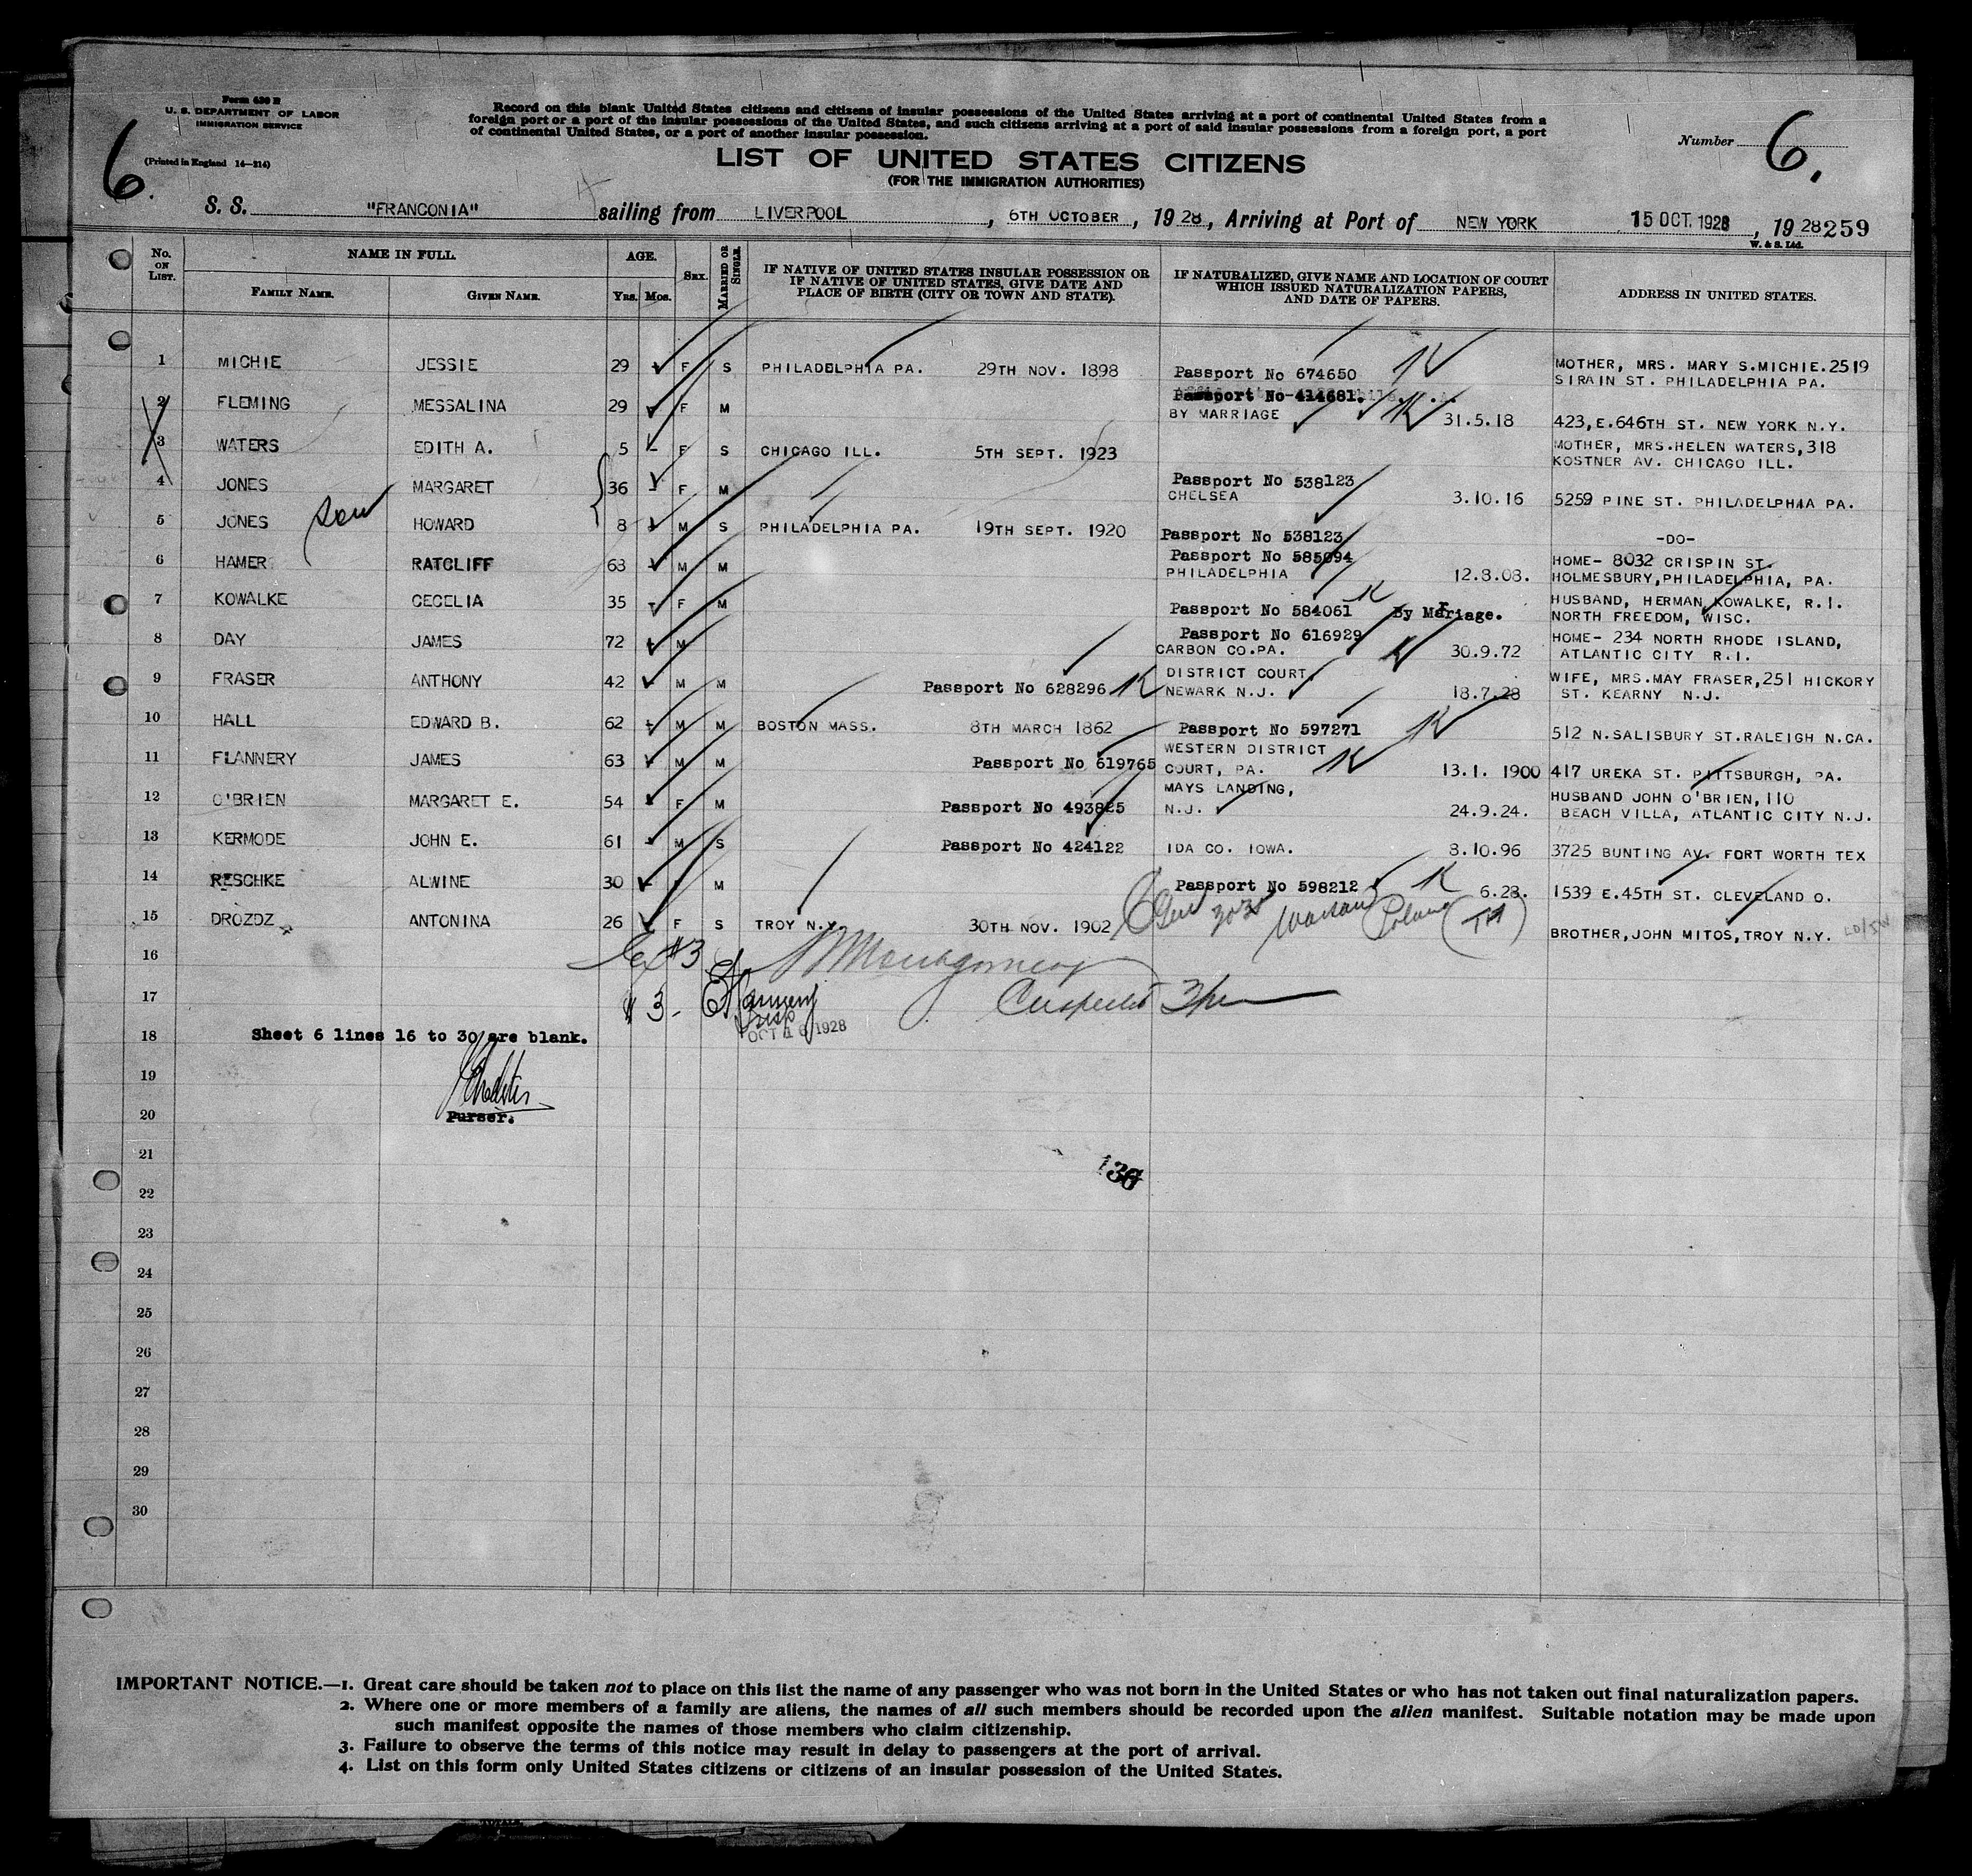 Form 630 B
U. S. DEPARTMENT OF LABOR
IMMIGRATION SERVICE
(Printed in England 14—214)
6.
Record on this blank United States citizens and citizens of insular possessions of the United States arriving at a port of continental United States from a
foreign port or a port of the insular possessions of the United States, and such citizens arriving at a port of said insular possessions from a foreign port, a port
of continental United States, or a port of another insular possession.
Number 6.
LIST OF UNITED STATES CITIZENS
(FOR THE IMMIGRATION AUTHORITIES)
S. S. "FRANCONIA" sailing from LIVERPOOL, 6TH OCTOBER, 1928, Arriving at Port of NEW YORK 15 OCT. 1928, 1928 259
W. & S. Ltd.
No. ON LIST. NAME IN FULL. AGE. SEX. MARRIED OR SINGLE. IF NATIVE OF UNITED STATES INSULAR POSSESSION OR IF NATIVE OF UNITED STATES, GIVE DATE AND PLACE OF BIRTH (CITY OR TOWN AND STATE). IF NATURALIZED, GIVE NAME AND LOCATION OF COURT WHICH ISSUED NATURALIZATION PAPERS, AND DATE OF PAPERS. ADDRESS IN UNITED STATES.
FAMILY NAME. GIVEN NAME. Yrs. Mos.
1 MICHIE JESSIE 29 F S PHILADELPHIA PA. 29TH NOV. 1898 Passport No 674650 MOTHER, MRS. MARY S.MICHIE.2519
SIRAIN ST. PHILADELPHIA PA.
2 FLEMING MESSALINA 29 F M Passport No 414681.
BY MARRIAGE 31.5.18 423,E.646TH ST. NEW YORK N.Y.
3 WATERS EDITH A. 5 F S CHICAGO ILL. 5TH SEPT. 1923 MOTHER, MRS.HELEN WATERS,318
KOSTNER AV. CHICAGO ILL.
4 JONES MARGARET 36 F M Passport No 538123
CHELSEA 3.10.16 5259 PINE ST. PHILADELPHIA PA.
5 JONES son HOWARD 8 M S PHILADELPHIA PA. 19TH SEPT. 1920 Passport No 538123 -DO-
6 HAMER RATCLIFF 63 M M Passport No 585094 HOME- 8032 CRISPIN ST.
PHILADELPHIA 12.8.08. HOLMESBURY,PHILADELPHIA, PA.
7 KOWALKE CECELIA 35 F M Passport No 584061 By Marriage. HUSBAND, HERMAN KOWALKE, R.I.
NORTH FREEDOM, WISC.
8 DAY JAMES 72 M Passport No 616929 HOME- 234 NORTH RHODE ISLAND,
CARBON CO.PA. 30.9.72 ATLANTIC CITY R.I.
9 FRASER ANTHONY 42 M M Passport No 628296 DISTRICT COURT, WIFE, MRS.MAY FRASER,251 HICKORY
NEWARK N.J. 18.7.28 ST. KEARNY N.J.
10 HALL EDWARD B. 62 M M BOSTON MASS. 8TH MARCH 1862 Passport No 597271 512 N.SALISBURY ST.RALEIGH N.CA.
11 FLANNERY JAMES 63 M M Passport No 619765 WESTERN DISTRICT
COURT, PA. 13.1. 1900 417 UREKA ST. PITTSBURGH, PA.
12 O'BRIEN MARGARET E. 54 F M Passport No 493825 MAYS LANDING, HUSBAND JOHN O'BRIEN,110
N.J. 24.9.24. BEACH VILLA, ATLANTIC CITY N.J.
13 KERMODE JOHN E. 61 M S Passport No 424122 IDA CO. IOWA. 8.10.96 3725 BUNTING AV. FORT WORTH TEX
14 RESCHKE ALWINE 30 F M Passport No 598212 6.23. 1539 E.45TH ST. CLEVELAND O.
15 DROZDZ ANTONINA 26 F S TROY N.Y. 30TH NOV. 1902 Warsaw Poland BROTHER,JOHN MITOS,TROY N.Y.
16 #3 Montgomery
17 #3
OCT 16 1928
18 Sheet 6 lines 16 to 30 are blank.
19
20 Purser.
21
136
22
23
24
25
26
27
28
29
30
IMPORTANT NOTICE.—1. Great care should be taken not to place on this list the name of any passenger who was not born in the United States or who has not taken out final naturalization papers.
2. Where one or more members of a family are aliens, the names of all such members should be recorded upon the alien manifest. Suitable notation may be made upon
such manifest opposite the names of those members who claim citizenship.
3. Failure to observe the terms of this notice may result in delay to passengers at the port of arrival.
4. List on this form only United States citizens or citizens of an insular possession of the United States.